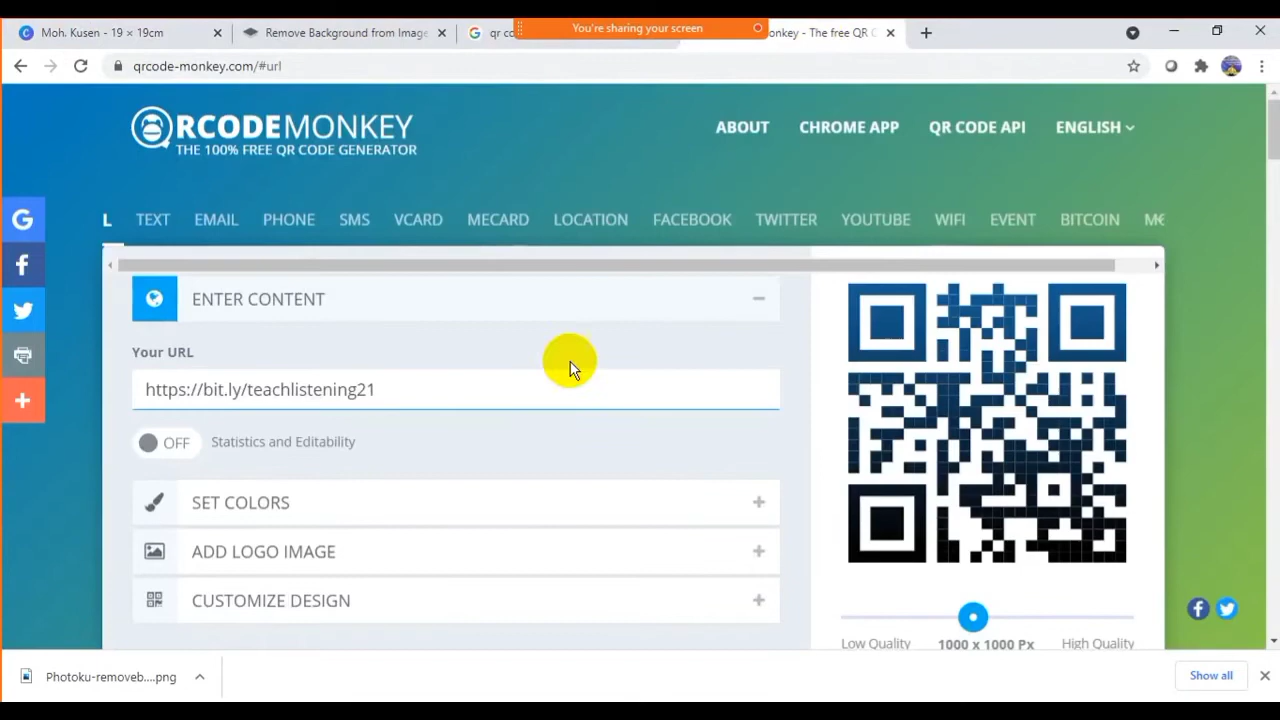 You're sharing your screen
Moh. Kusen - 19 × 19cm
Remove Background from Image
qr co
onkey - The free QR C
qrcode-monkey.com/#url
QRCODEMONKEY
THE 100% FREE QR CODE GENERATOR
ABOUT CHROME APP QR CODE API ENGLISH
L TEXT EMAIL PHONE SMS VCARD MECARD LOCATION FACEBOOK TWITTER YOUTUBE WIFI EVENT BITCOIN M
ENTER CONTENT
Your URL
https://bit.ly/teachlistening21
OFF Statistics and Editability
SET COLORS
ADD LOGO IMAGE
CUSTOMIZE DESIGN
Low Quality 1000 x 1000 Px High Quality
Photoku-removeb....png
Show all